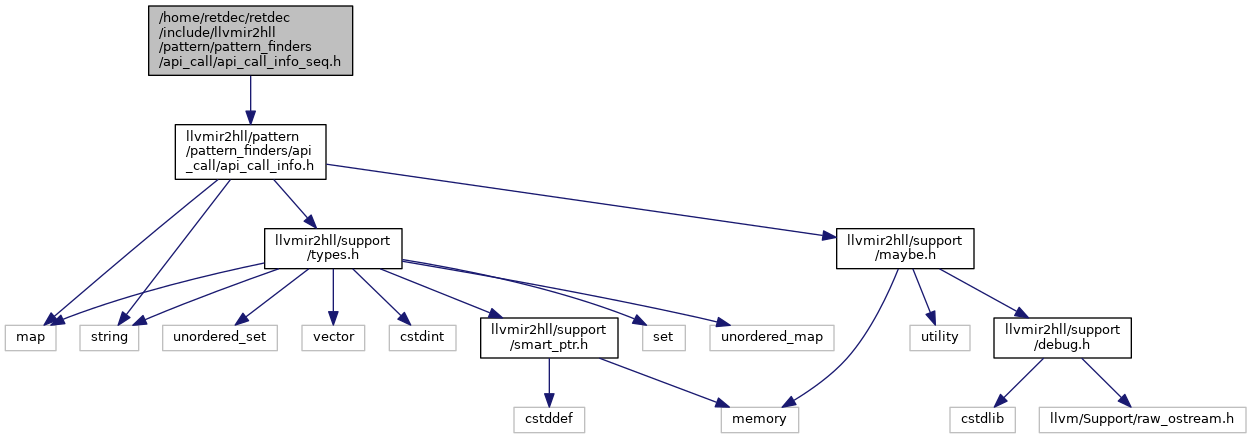 /home/retdec/retdec
/include/llvmir2hll
/pattern/pattern_finders
/api_call/api_call_info_seq.h
llvmir2hll/pattern
/pattern_finders/api
_call/api_call_info.h
llvmir2hll/support
/types.h
llvmir2hll/support
/maybe.h
map
string
unordered_set
vector
cstdint
llvmir2hll/support
/smart_ptr.h
set
unordered_map
utility
llvmir2hll/support
/debug.h
cstddef
memory
cstdlib
llvm/Support/raw_ostream.h